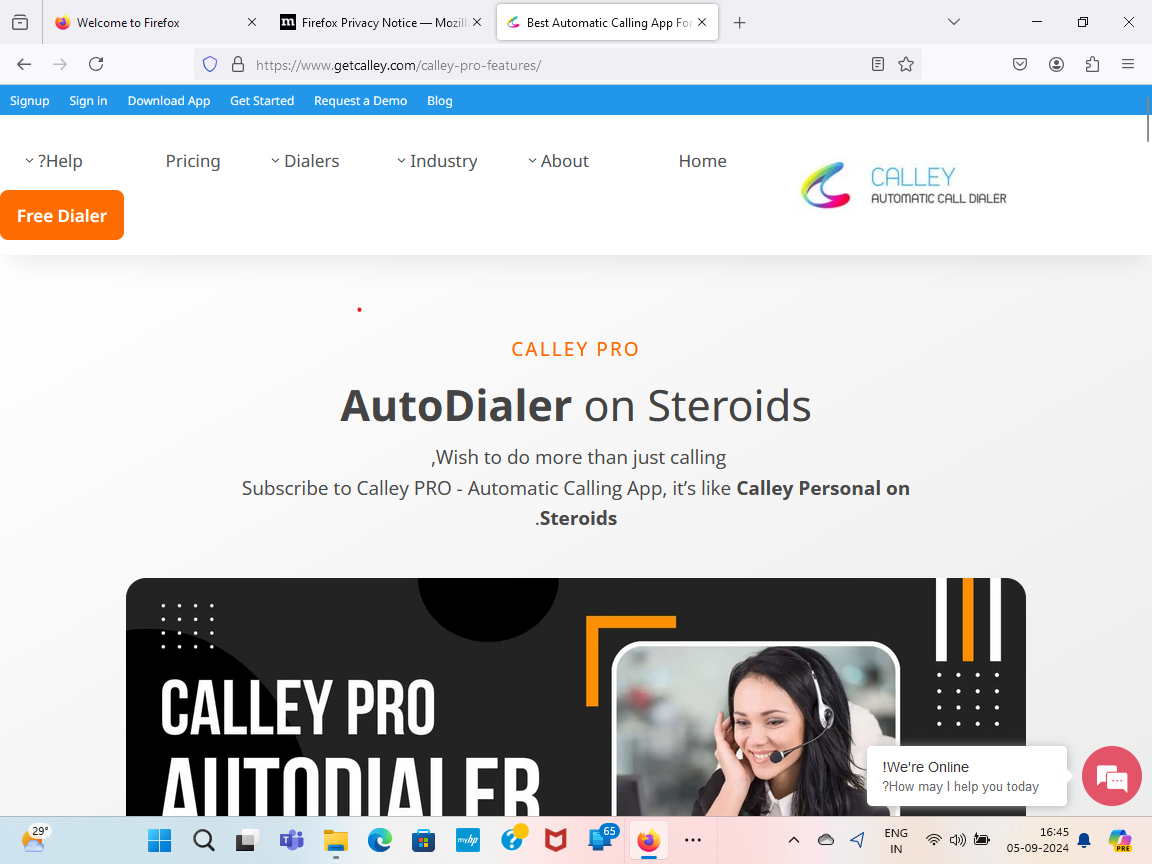 Welcome to Firefox
Firefox Privacy Notice — Mozill
Best Automatic Calling App For
https://www.getcalley.com/calley-pro-features/
Signup Sign in Download App Get Started Request a Demo Blog
?Help Pricing Dialers Industry About Home
CALLEY
AUTOMATIC CALL DIALER
Free Dialer
CALLEY PRO
AutoDialer on Steroids
,Wish to do more than just calling
Subscribe to Calley PRO - Automatic Calling App, it’s like Calley Personal on
.Steroids
CALLEY PRO
AUTODIALER
!We're Online
?How may I help you today
29°
myhp
65
ENG
IN
16:45
05-09-2024
PRE